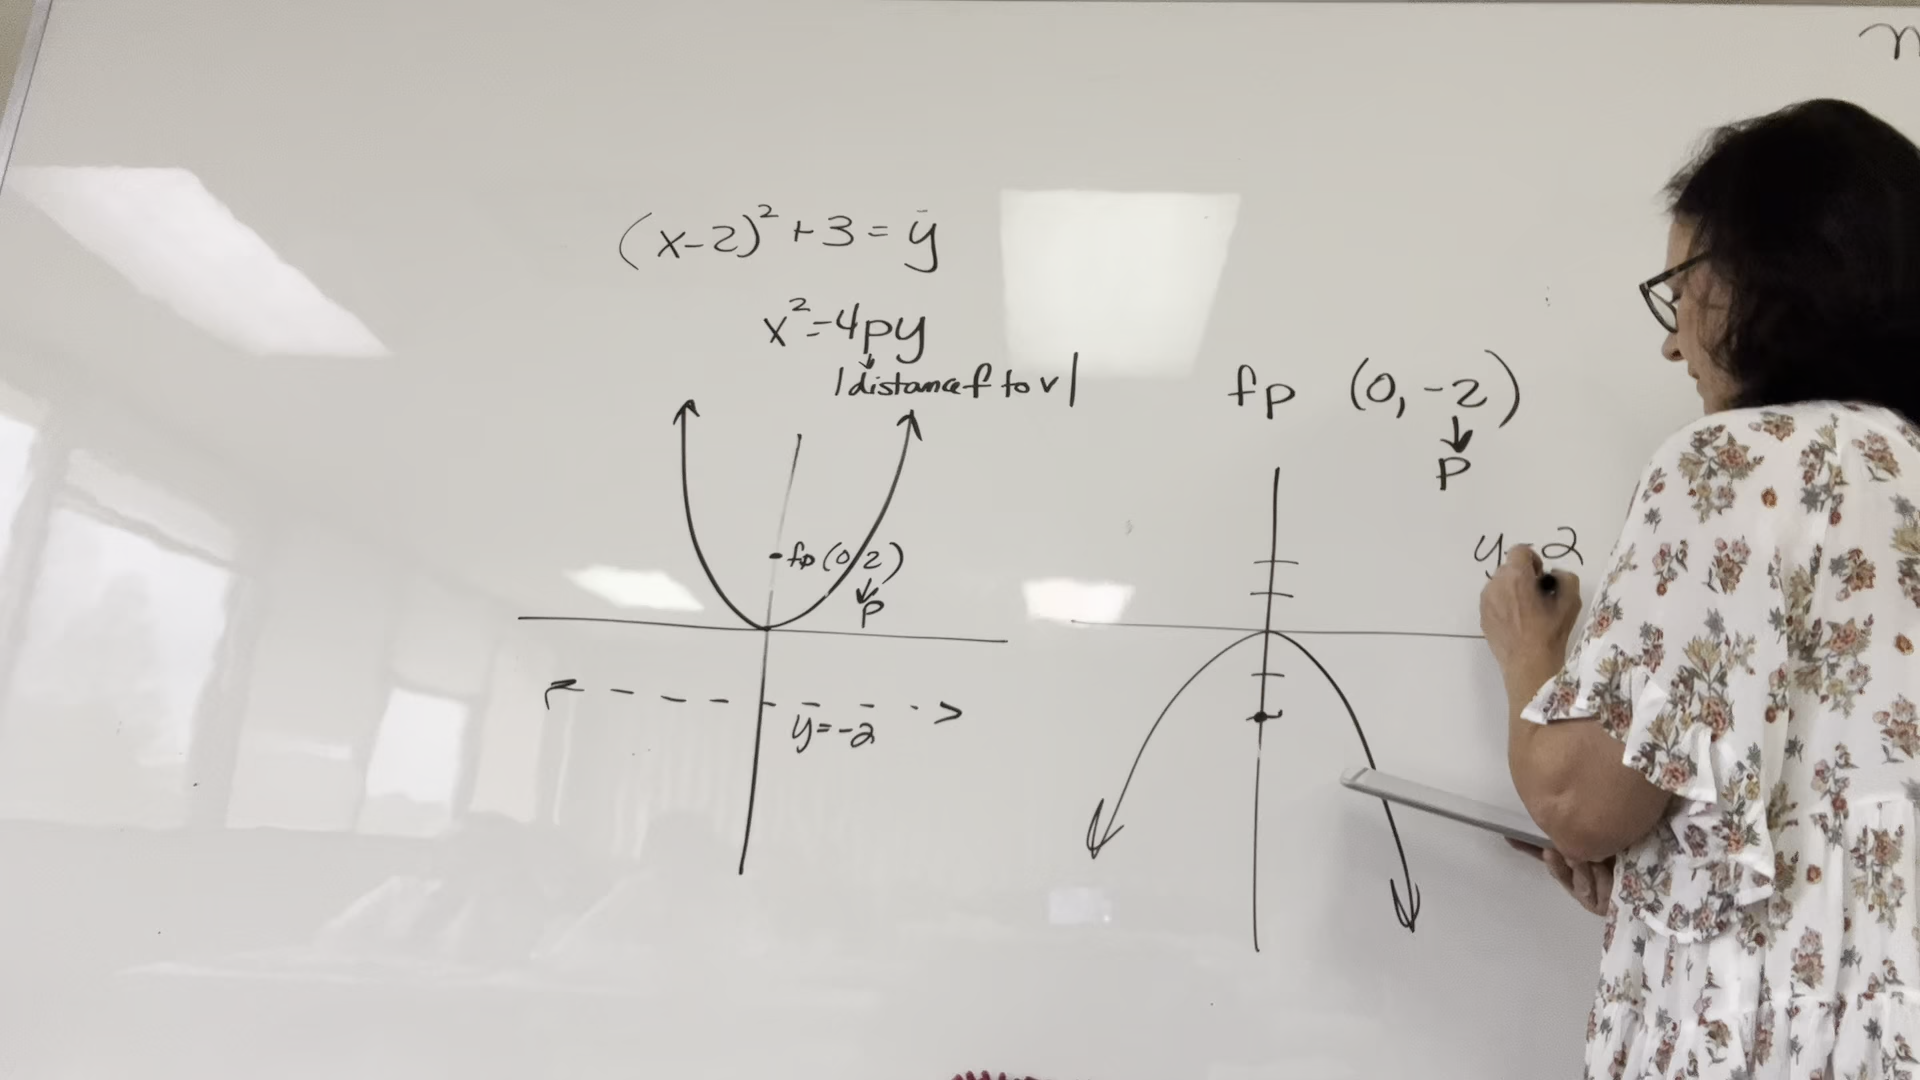 (x-2)²+3=y
x²=4py
|distance f to v|
fp (0,2)
p
y=-2
fp (0,-2)
p
y=2